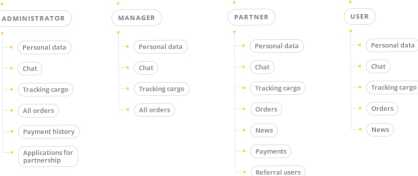 ADMINISTRATOR
Personal data
Chat
Tracking cargo
All orders
Payment history
Applications for
partnership
MANAGER
Personal data
Chat
Tracking cargo
All orders
PARTNER
Personal data
Chat
Tracking cargo
Orders
News
Payments
Referral users
USER
Personal data
Chat
Tracking cargo
Orders
News